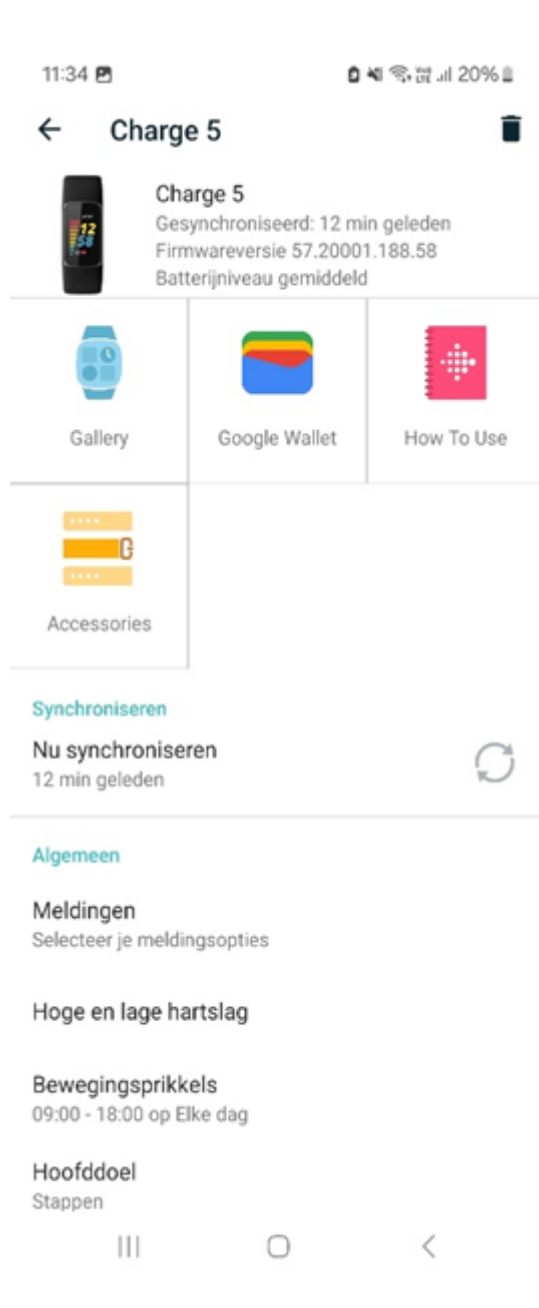 11:34
20%
Charge 5
Charge 5
Gesynchroniseerd: 12 min geleden
Firmwareversie 57.20001.188.58
Batterijniveau gemiddeld
Gallery
Google Wallet
How To Use
Accessories
Synchroniseren
Nu synchroniseren
12 min geleden
Algemeen
Meldingen
Selecteer je meldingsopties
Hoge en lage hartslag
Bewegingsprikkels
09:00 - 18:00 op Elke dag
Hoofddoel
Stappen